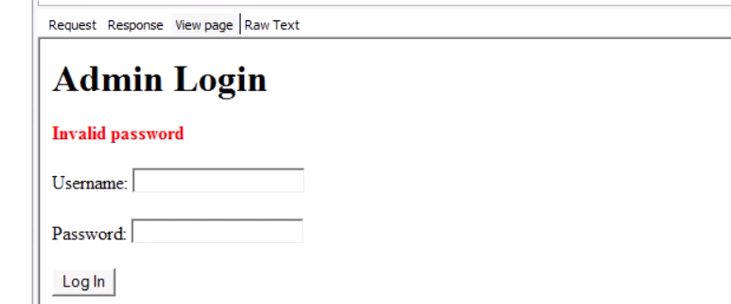 Request Response View page Raw Text
Admin Login
Invalid password
Username:
Password:
Log In